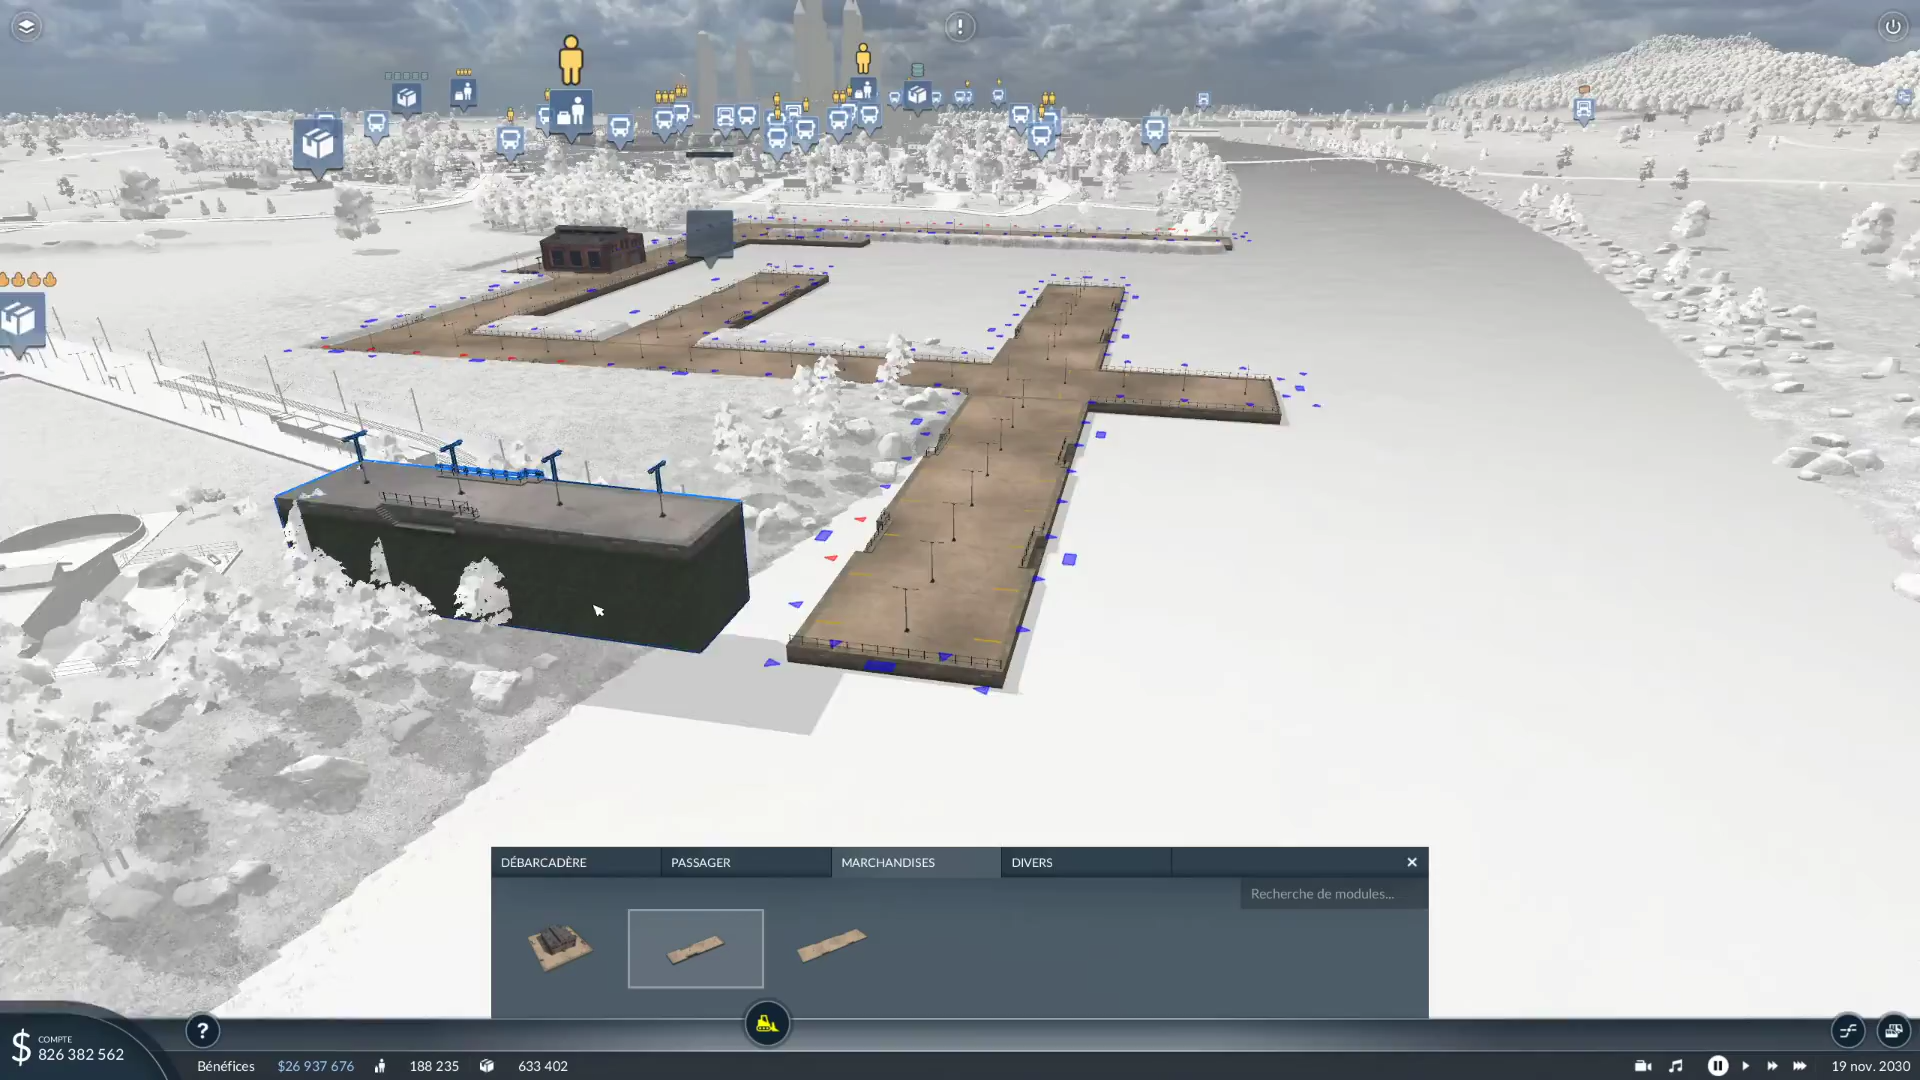 DÉBARCADÈRE
PASSAGER
MARCHANDISES
DIVERS
Recherche de modules...
?
$ COMPTE
826 382 562
Bénéfices $26 937 676 188 235 633 402
19 nov. 2030